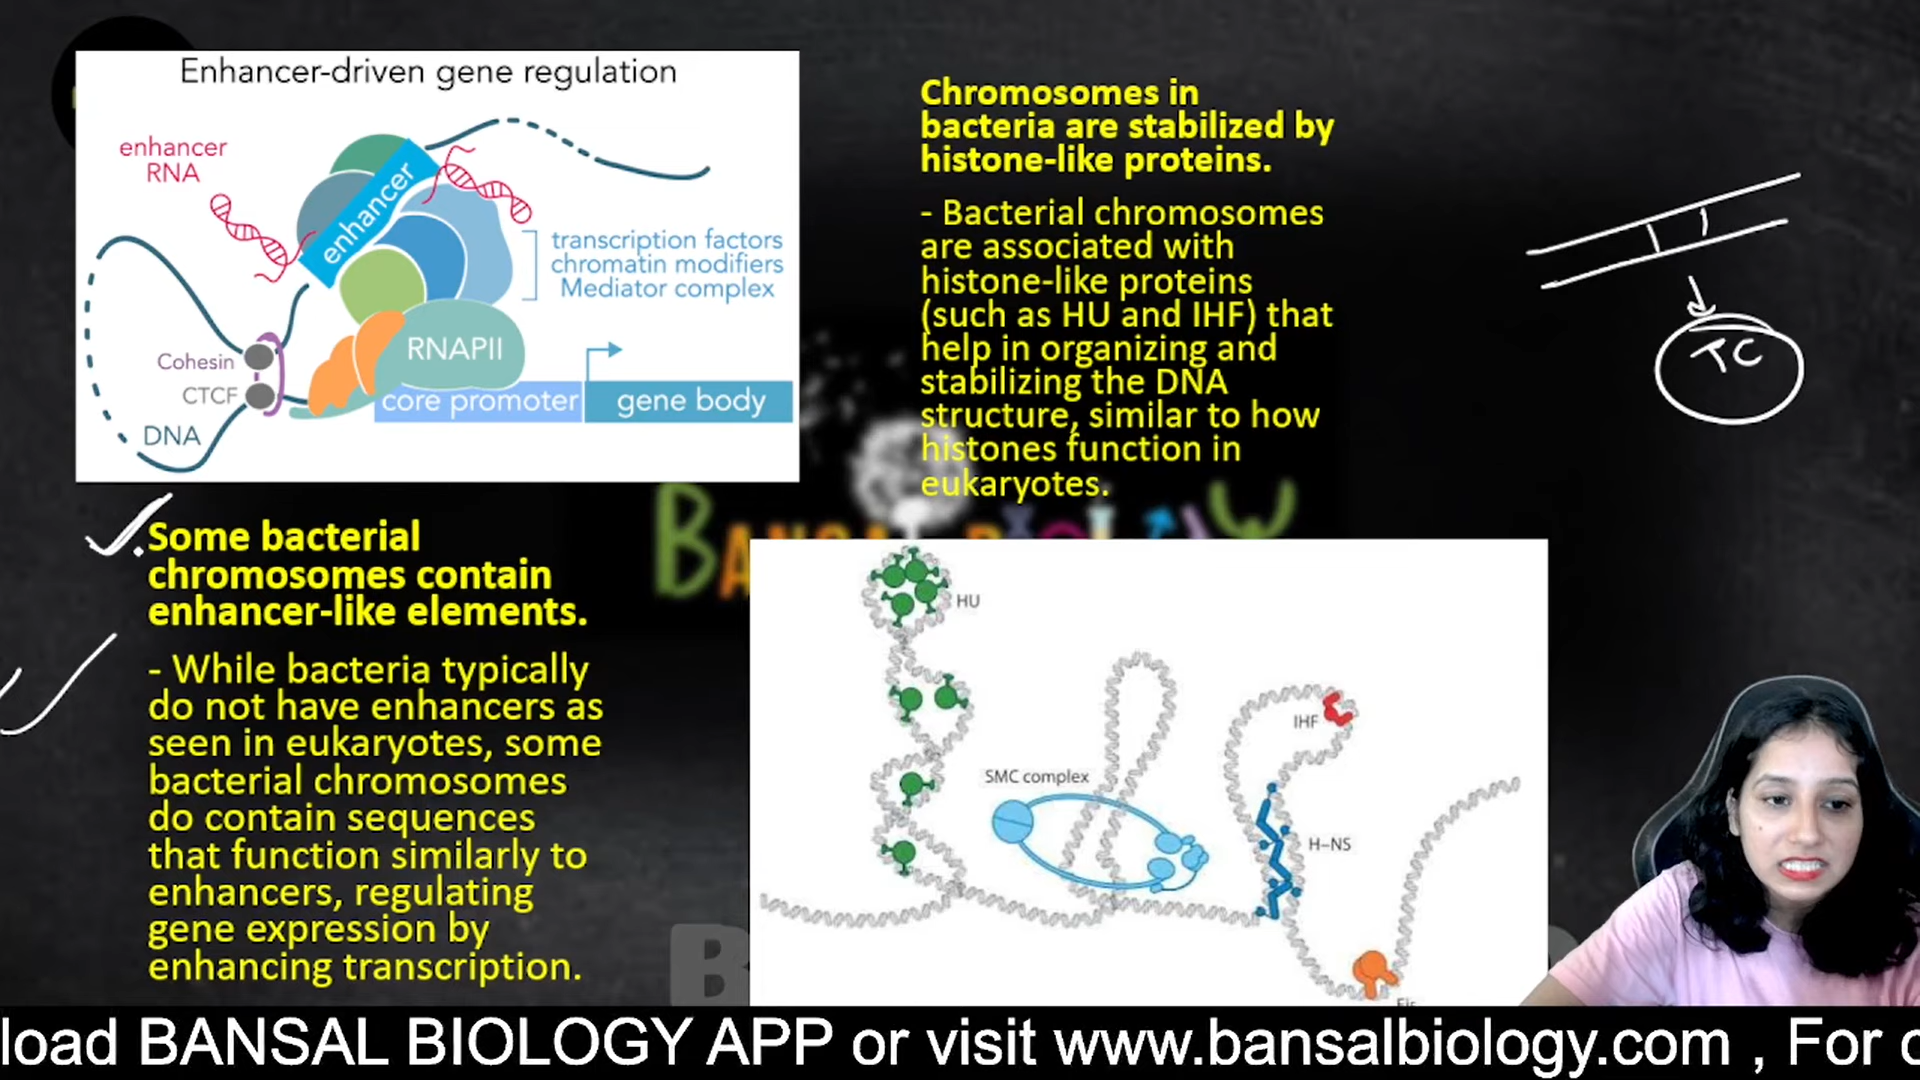 Enhancer-driven gene regulation
enhancer
RNA
enhancer
transcription factors
chromatin modifiers
Mediator complex
RNAPII
Cohesin
CTCF
core promoter
gene body
DNA
Some bacterial
chromosomes contain
enhancer-like elements.
- While bacteria typically
do not have enhancers as
seen in eukaryotes, some
bacterial chromosomes
do contain sequences
that function similarly to
enhancers, regulating
gene expression by
enhancing transcription.
Chromosomes in
bacteria are stabilized by
histone-like proteins.
- Bacterial chromosomes
are associated with
histone-like proteins
(such as HU and IHF) that
help in organizing and
stabilizing the DNA
structure, similar to how
histones function in
eukaryotes.
TC
HU
SMC complex
IHF
H–NS
load BANSAL BIOLOGY APP or visit www.bansalbiology.com , For